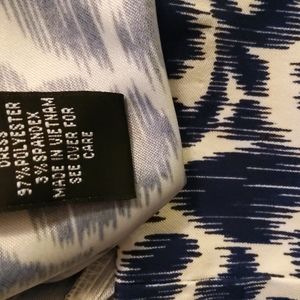 DRESS
97% POLYESTER
3% SPANDEX
MADE IN VIETNAM
SEE OVER FOR
CARE